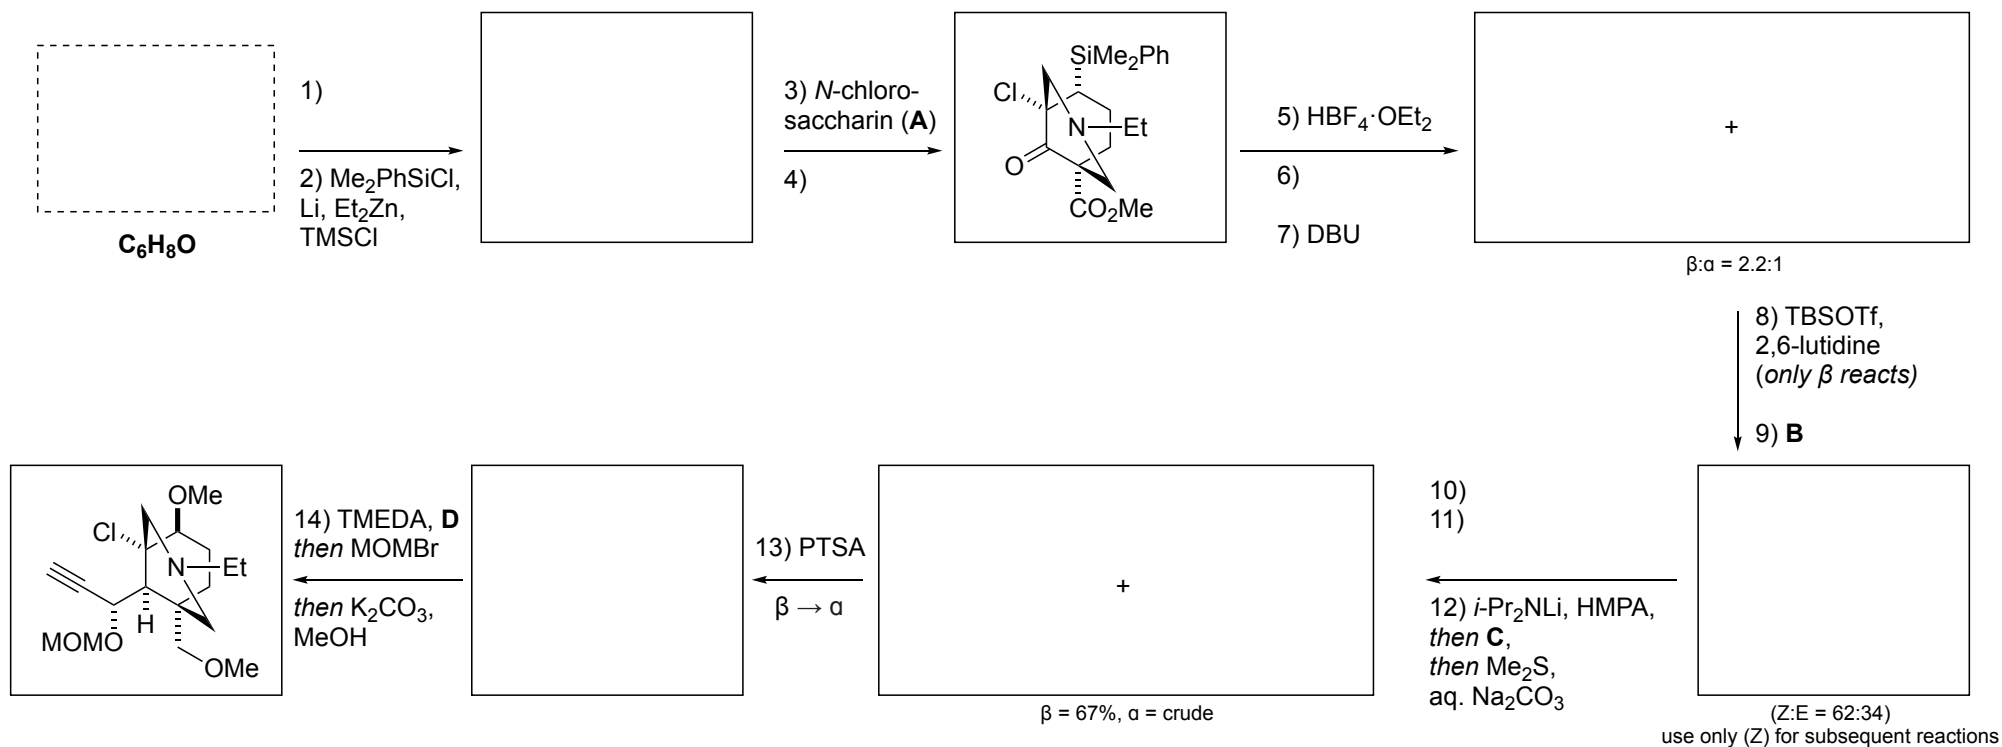 C₆H₈O
1)
2) Me₂PhSiCl,
Li, Et₂Zn,
TMSCl
3) N-chloro-
saccharin (A)
4)
SiMe₂Ph
Cl
N
Et
O
CO₂Me
5) HBF₄·OEt₂
6)
7) DBU
+
β:α = 2.2:1
8) TBSOTf,
2,6-lutidine
(only β reacts)
9) B
(Z:E = 62:34)
use only (Z) for subsequent reactions
10)
11)
12) i-Pr₂NLi, HMPA,
then C,
then Me₂S,
aq. Na₂CO₃
+
β = 67%, α = crude
13) PTSA
β → α
14) TMEDA, D
then MOMBr
then K₂CO₃,
MeOH
OMe
Cl
N
Et
H
MOMO
OMe